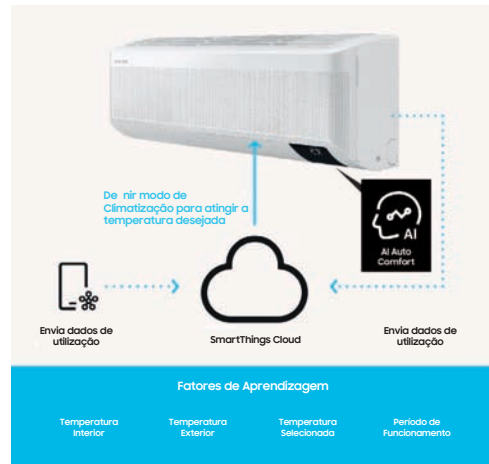 De nir modo de
Climatização para atingir a
temperatura desejada
AI
AI Auto
Comfort
Envia dados de
utilização
SmartThings Cloud
Envia dados de
utilização
Fatores de Aprendizagem
Temperatura
Interior
Temperatura
Exterior
Temperatura
Selecionada
Período de
Funcionamento